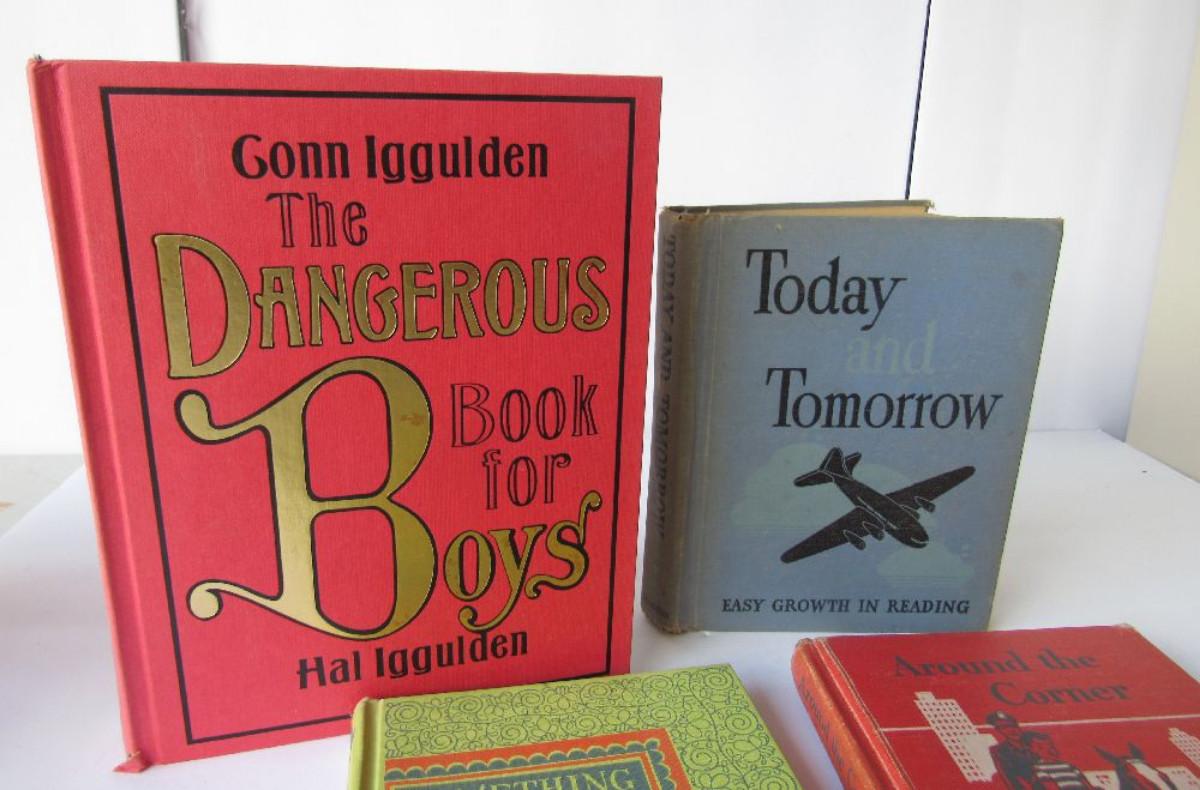 Gonn Iggulden
The
DANGEROUS
Book for
Boys
Hal Iggulden
TODAY AND TOMORROW
Today
and
Tomorrow
EASY GROWTH IN READING
Around the
Corner